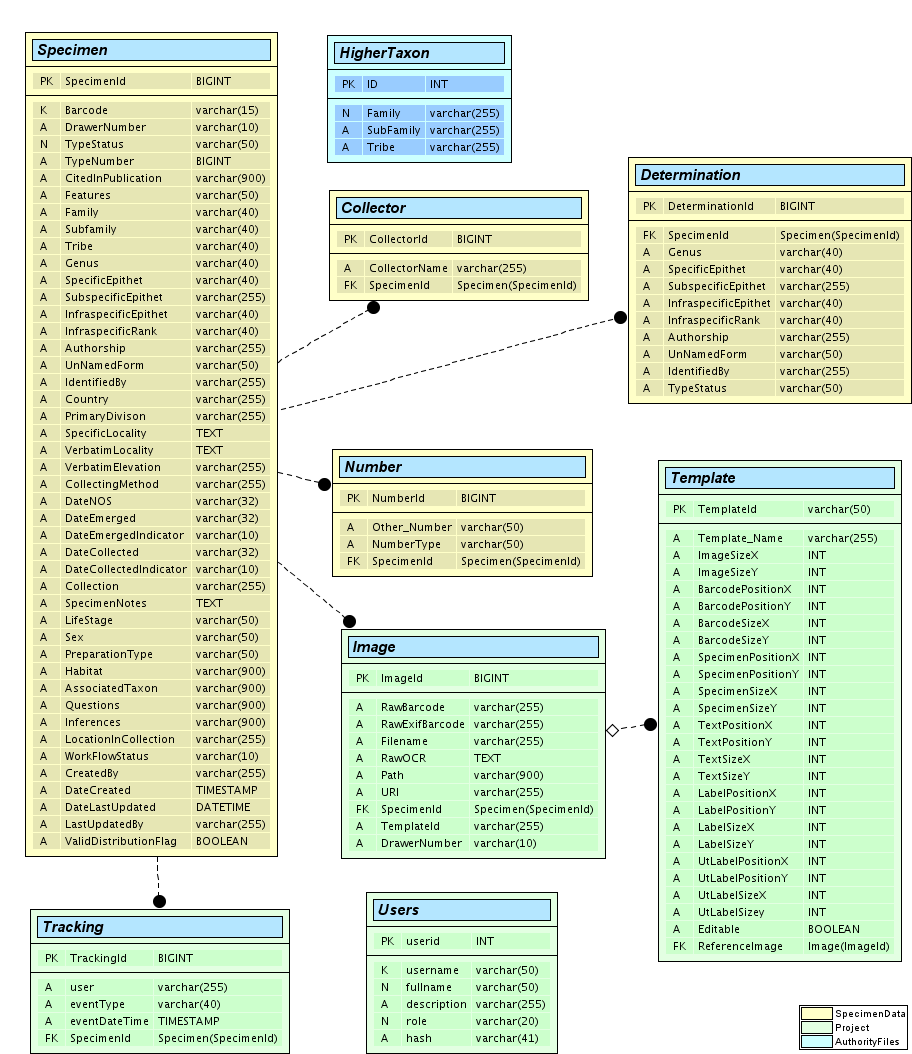 Specimen
PK SpecimenId BIGINT
K Barcode varchar(15)
A DrawerNumber varchar(10)
N TypeStatus varchar(50)
A TypeNumber BIGINT
A CitedInPublication varchar(900)
A Features varchar(50)
A Family varchar(40)
A Subfamily varchar(40)
A Tribe varchar(40)
A Genus varchar(40)
A SpecificEpithet varchar(40)
A SubspecificEpithet varchar(255)
A InfraspecificEpithet varchar(40)
A InfraspecificRank varchar(40)
A Authorship varchar(255)
A UnNamedForm varchar(50)
A IdentifiedBy varchar(255)
A Country varchar(255)
A PrimaryDivison varchar(255)
A SpecificLocality TEXT
A VerbatimLocality TEXT
A VerbatimElevation varchar(255)
A CollectingMethod varchar(255)
A DateNOS varchar(32)
A DateEmerged varchar(32)
A DateEmergedIndicator varchar(10)
A DateCollected varchar(32)
A DateCollectedIndicator varchar(10)
A Collection varchar(255)
A SpecimenNotes TEXT
A LifeStage varchar(50)
A Sex varchar(50)
A PreparationType varchar(50)
A Habitat varchar(900)
A AssociatedTaxon varchar(900)
A Questions varchar(900)
A Inferences varchar(900)
A LocationInCollection varchar(255)
A WorkFlowStatus varchar(10)
A CreatedBy varchar(255)
A DateCreated TIMESTAMP
A DateLastUpdated DATETIME
A LastUpdatedBy varchar(255)
A ValidDistributionFlag BOOLEAN
HigherTaxon
PK ID INT
N Family varchar(255)
A SubFamily varchar(255)
A Tribe varchar(255)
Collector
PK CollectorId BIGINT
A CollectorName varchar(255)
FK SpecimenId Specimen(SpecimenId)
Determination
PK DeterminationId BIGINT
FK SpecimenId Specimen(SpecimenId)
A Genus varchar(40)
A SpecificEpithet varchar(40)
A SubspecificEpithet varchar(255)
A InfraspecificEpithet varchar(40)
A InfraspecificRank varchar(40)
A Authorship varchar(255)
A UnNamedForm varchar(50)
A IdentifiedBy varchar(255)
A TypeStatus varchar(50)
Number
PK NumberId BIGINT
A Other_Number varchar(50)
A NumberType varchar(50)
FK SpecimenId Specimen(SpecimenId)
Image
PK ImageId BIGINT
A RawBarcode varchar(255)
A RawExifBarcode varchar(255)
A Filename varchar(255)
A RawOCR TEXT
A Path varchar(900)
A URI varchar(255)
FK SpecimenId Specimen(SpecimenId)
A TemplateId varchar(255)
A DrawerNumber varchar(10)
Template
PK TemplateId varchar(50)
A Template_Name varchar(255)
A ImageSizeX INT
A ImageSizeY INT
A BarcodePositionX INT
A BarcodePositionY INT
A BarcodeSizeX INT
A BarcodeSizeY INT
A SpecimenPositionX INT
A SpecimenPositionY INT
A SpecimenSizeX INT
A SpecimenSizeY INT
A TextPositionX INT
A TextPositionY INT
A TextSizeX INT
A TextSizeY INT
A LabelPositionX INT
A LabelPositionY INT
A LabelSizeX INT
A LabelSizeY INT
A UtLabelPositionX INT
A UtLabelPositionY INT
A UtLabelSizeX INT
A UtLabelSizey INT
A Editable BOOLEAN
FK ReferenceImage Image(ImageId)
Tracking
PK TrackingId BIGINT
A user varchar(255)
A eventType varchar(40)
A eventDateTime TIMESTAMP
FK SpecimenId Specimen(SpecimenId)
Users
PK userid INT
K username varchar(50)
N fullname varchar(50)
A description varchar(255)
N role varchar(20)
A hash varchar(41)
SpecimenData
Project
AuthorityFiles